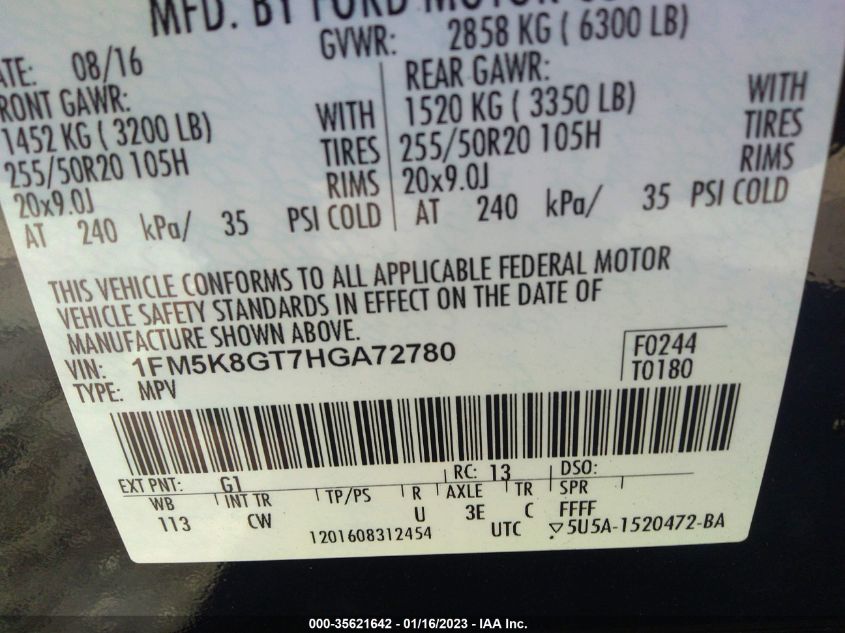 MFD. BY FORD MOTOR
GVWR: 2858 KG ( 6300 LB)
ATE: 08/16
RONT GAWR:
1452 KG ( 3200 LB) WITH
255/50R20 105H TIRES
20x9.0J RIMS
AT 240 kPa/ 35 PSI COLD
REAR GAWR:
1520 KG ( 3350 LB) WITH
255/50R20 105H TIRES
20x9.0J RIMS
AT 240 kPa/ 35 PSI COLD
THIS VEHICLE CONFORMS TO ALL APPLICABLE FEDERAL MOTOR
VEHICLE SAFETY STANDARDS IN EFFECT ON THE DATE OF
MANUFACTURE SHOWN ABOVE.
VIN: 1FM5K8GT7HGA72780
TYPE: MPV
F0244
T0180
EXT PNT: G1 RC: 13 DSO:
WB INT TR TP/PS R AXLE TR SPR
113 CW U 3E C FFFF
1201608312454 UTC 5U5A-1520472-BA
000-35621642 - 01/16/2023 - IAA Inc.